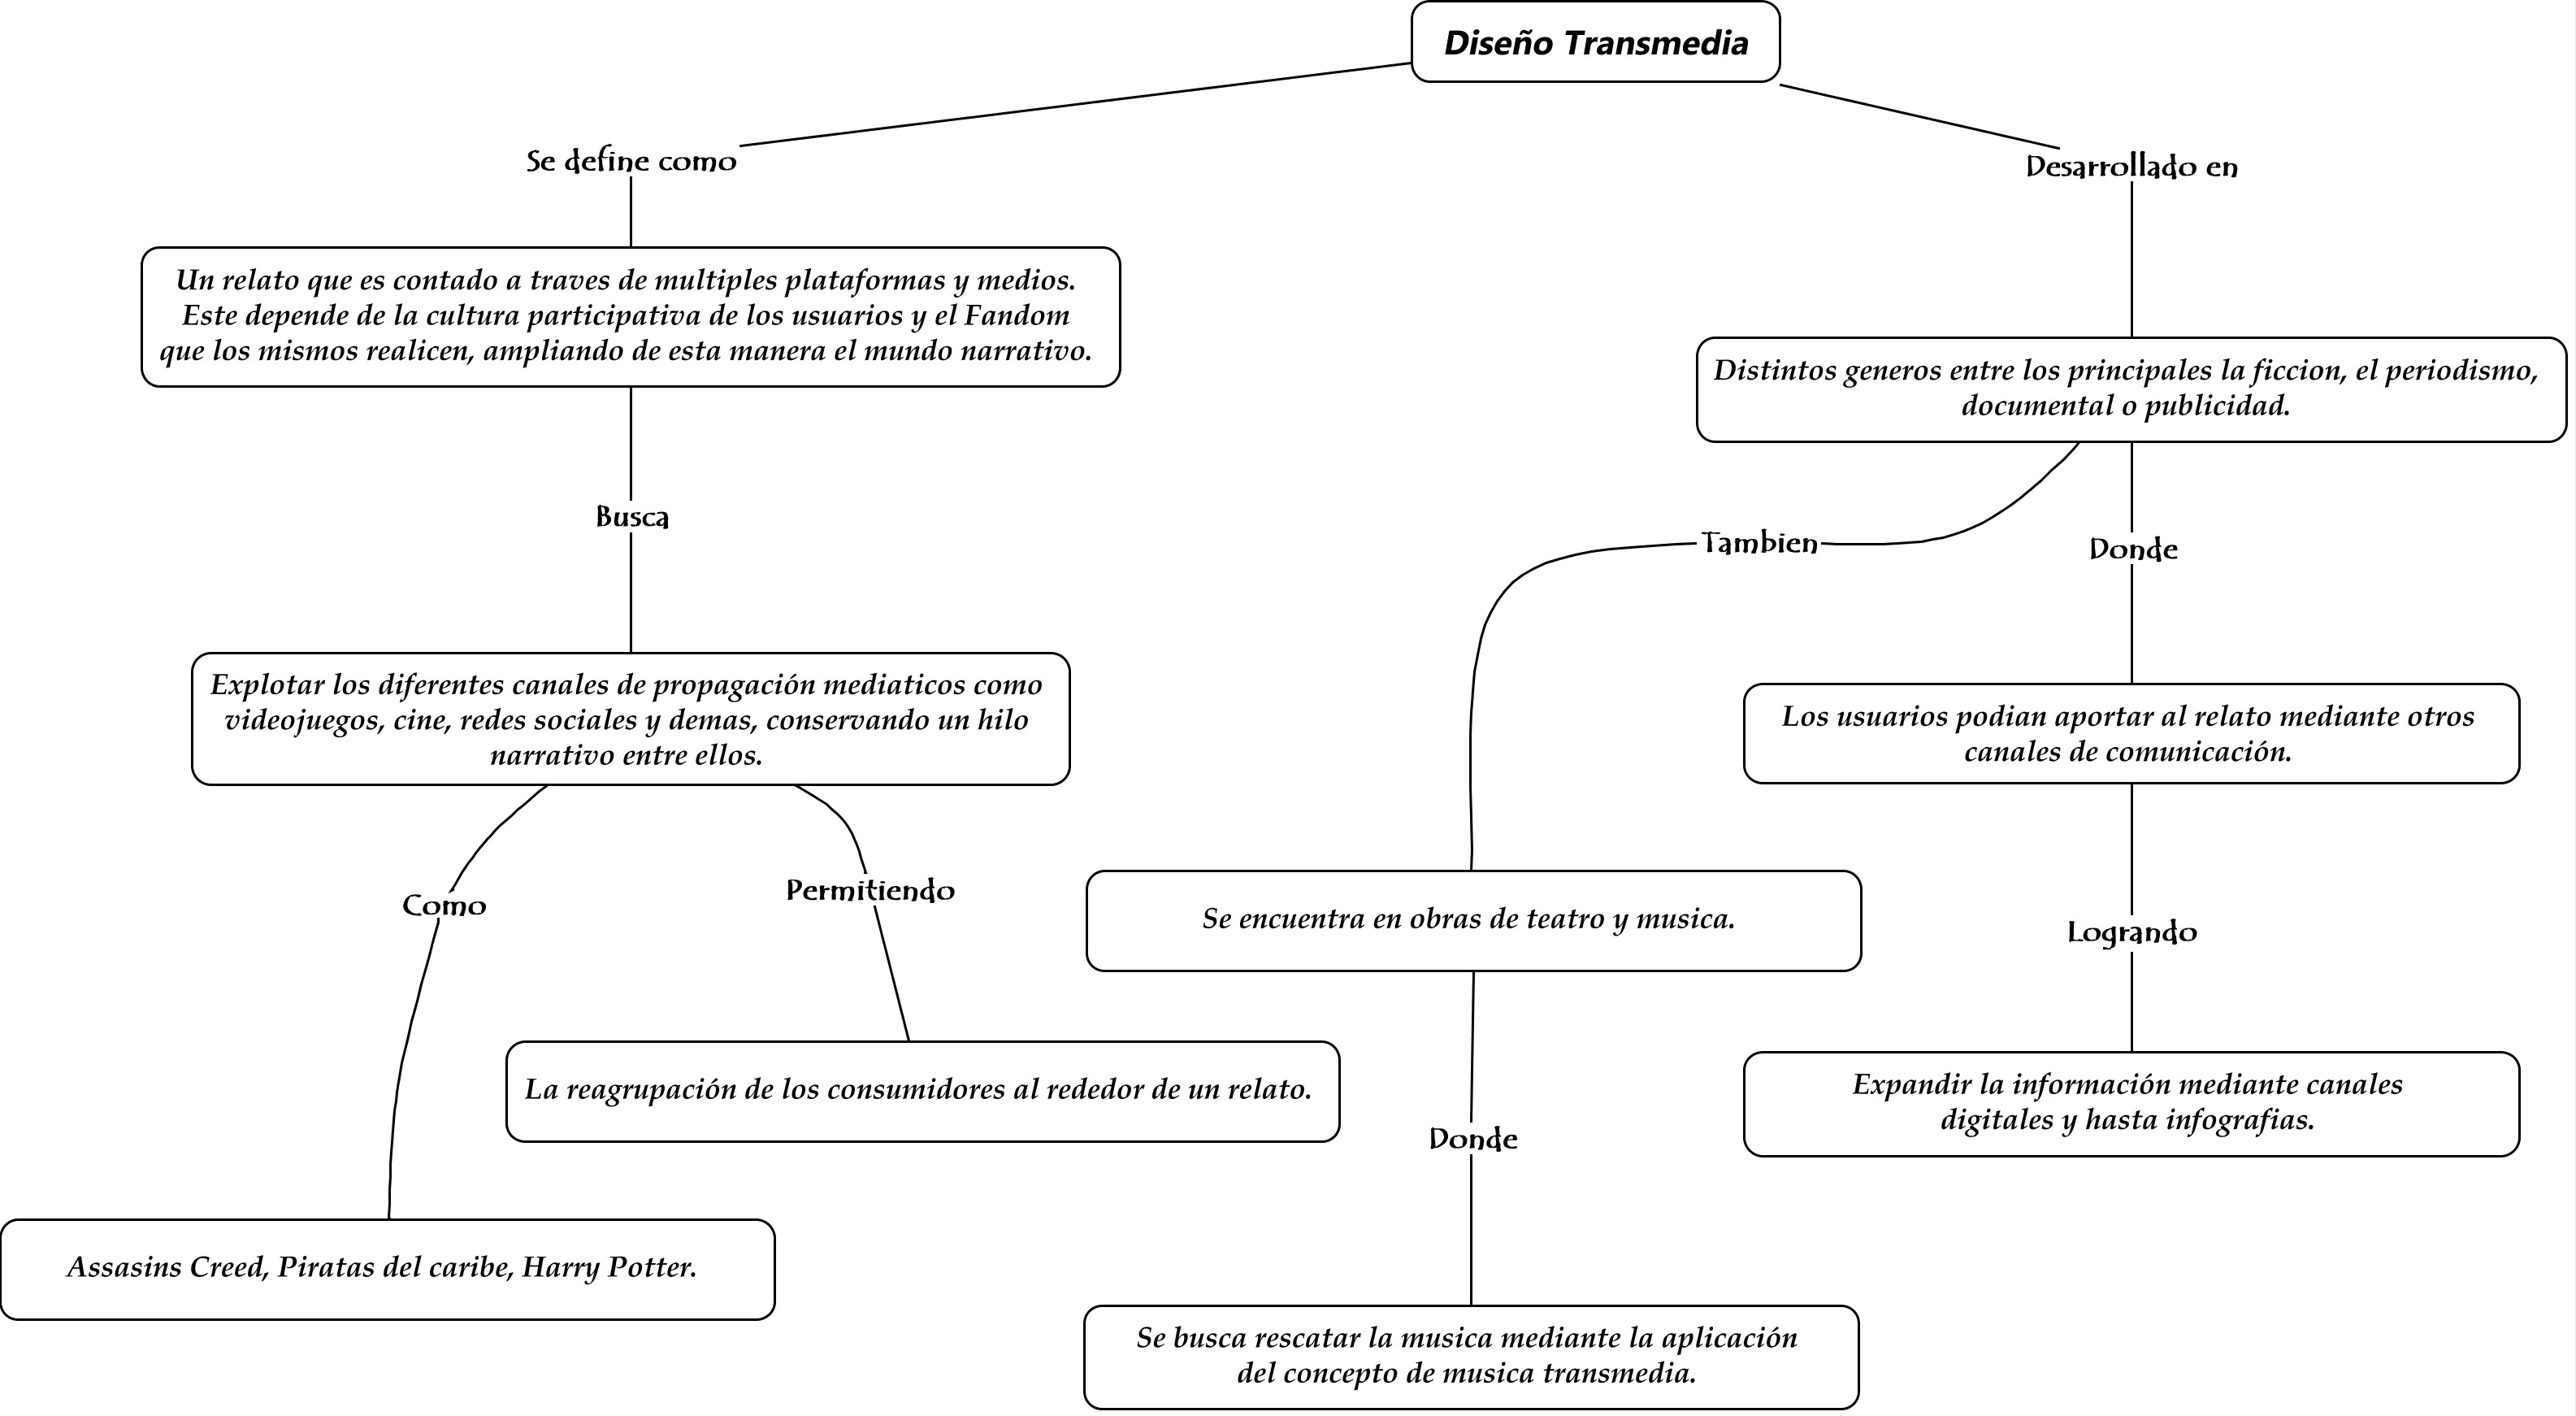 Diseño Transmedia
Se define como
Desarrollado en
Un relato que es contado a traves de multiples plataformas y medios.
Este depende de la cultura participativa de los usuarios y el Fandom
que los mismos realicen, ampliando de esta manera el mundo narrativo.
Distintos generos entre los principales la ficcion, el periodismo,
documental o publicidad.
Busca
Tambien
Donde
Explotar los diferentes canales de propagación mediaticos como
videojuegos, cine, redes sociales y demas, conservando un hilo
narrativo entre ellos.
Los usuarios podian aportar al relato mediante otros
canales de comunicación.
Como
Permitiendo
Se encuentra en obras de teatro y musica.
Logrando
La reagrupación de los consumidores al rededor de un relato.
Expandir la información mediante canales
digitales y hasta infografias.
Donde
Assasins Creed, Piratas del caribe, Harry Potter.
Se busca rescatar la musica mediante la aplicación
del concepto de musica transmedia.